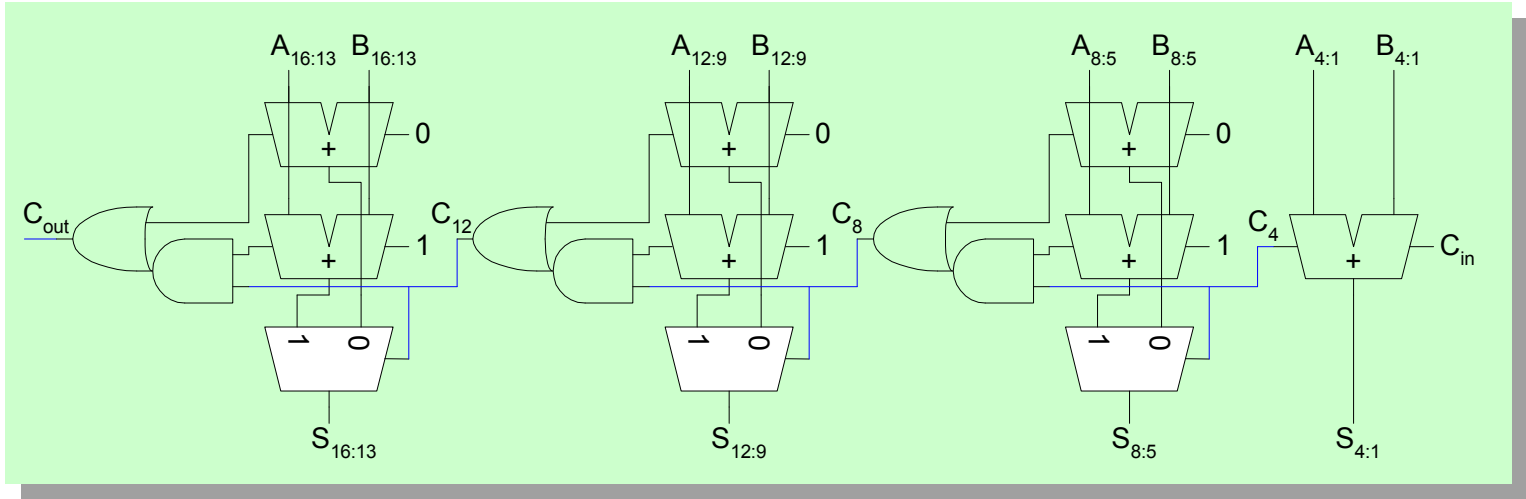 A16:13 B16:13 A12:9 B12:9 A8:5 B8:5 A4:1 B4:1
0 0 0
+ + +
Cout C12 C8 C4
1 1 1 Cin
+ + + +
1 0 1 0 1 0
S16:13 S12:9 S8:5 S4:1